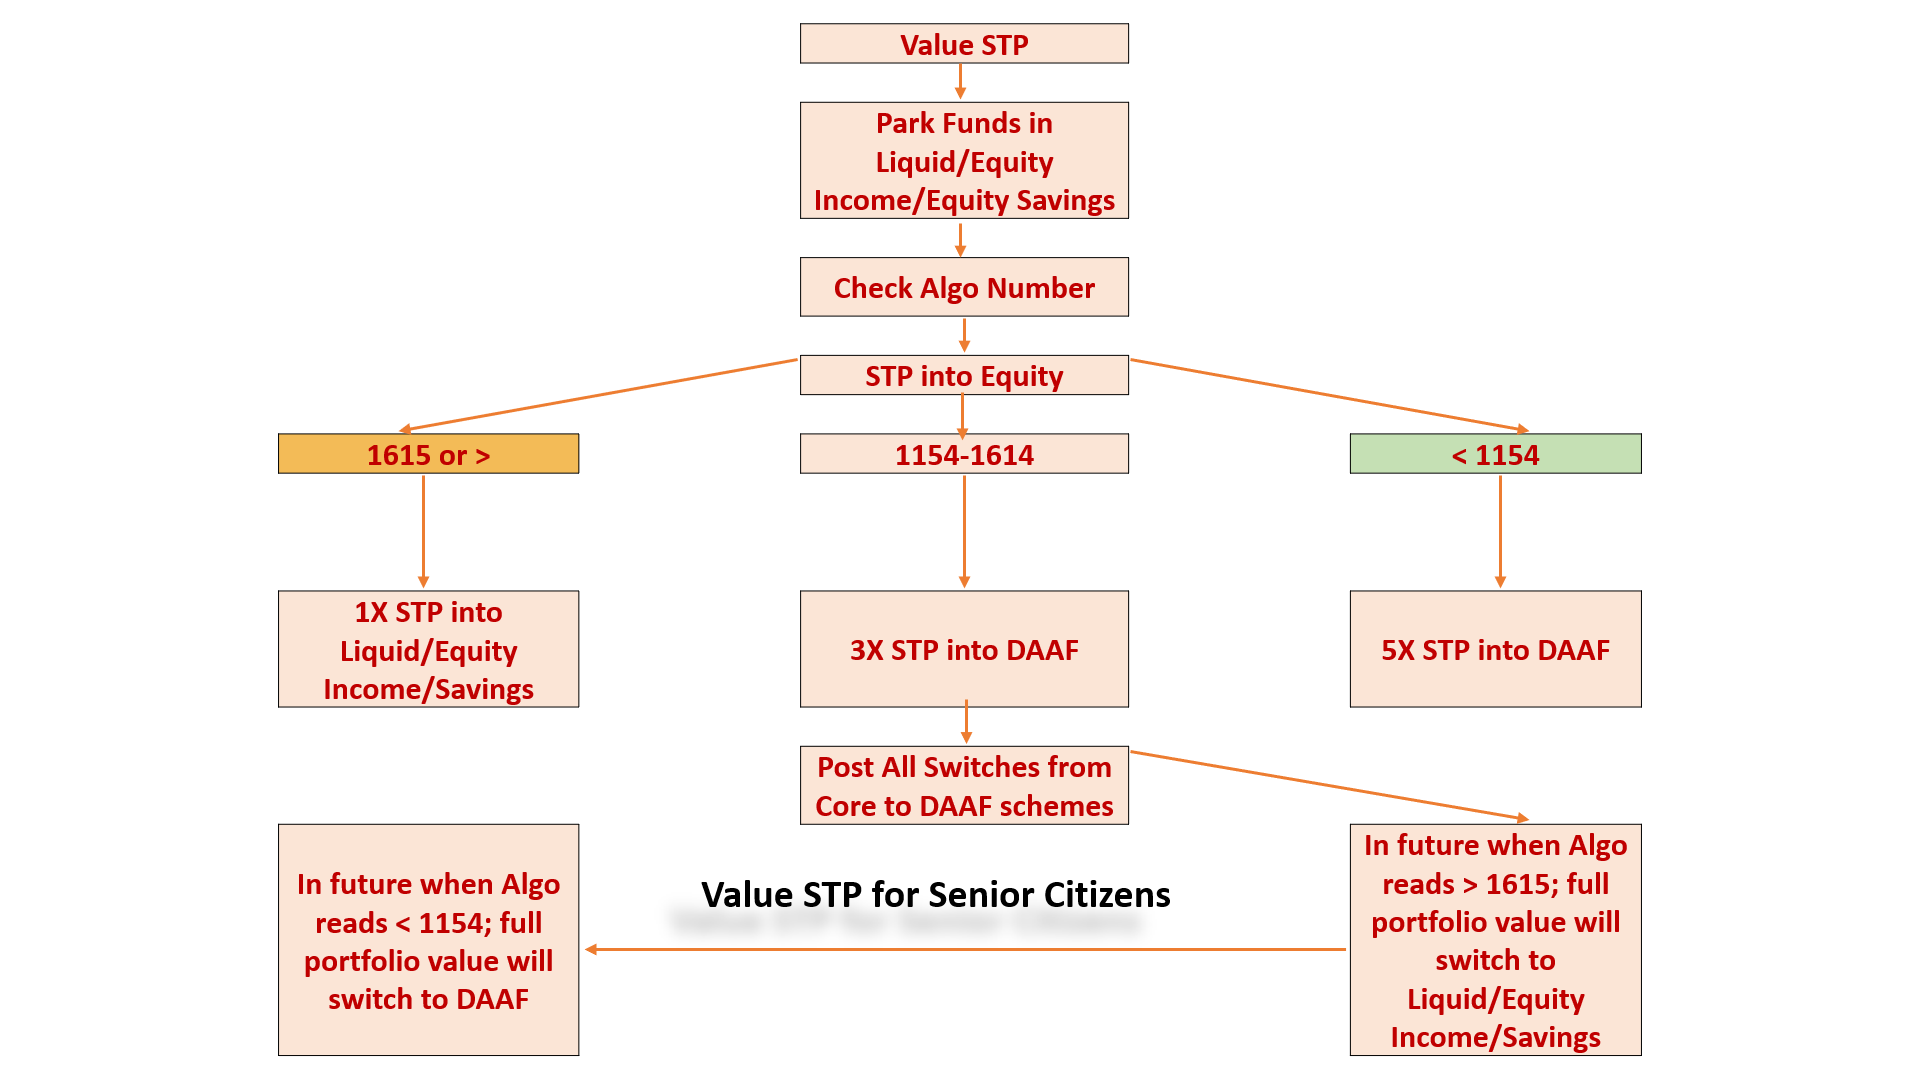 Value STP
Park Funds in
Liquid/Equity
Income/Equity Savings
Check Algo Number
STP into Equity
1615 or >
1154-1614
< 1154
1X STP into
Liquid/Equity
Income/Savings
3X STP into DAAF
5X STP into DAAF
Post All Switches from
Core to DAAF schemes
In future when Algo
reads < 1154; full
portfolio value will
switch to DAAF
Value STP for Senior Citizens
In future when Algo
reads > 1615; full
portfolio value will
switch to
Liquid/Equity
Income/Savings